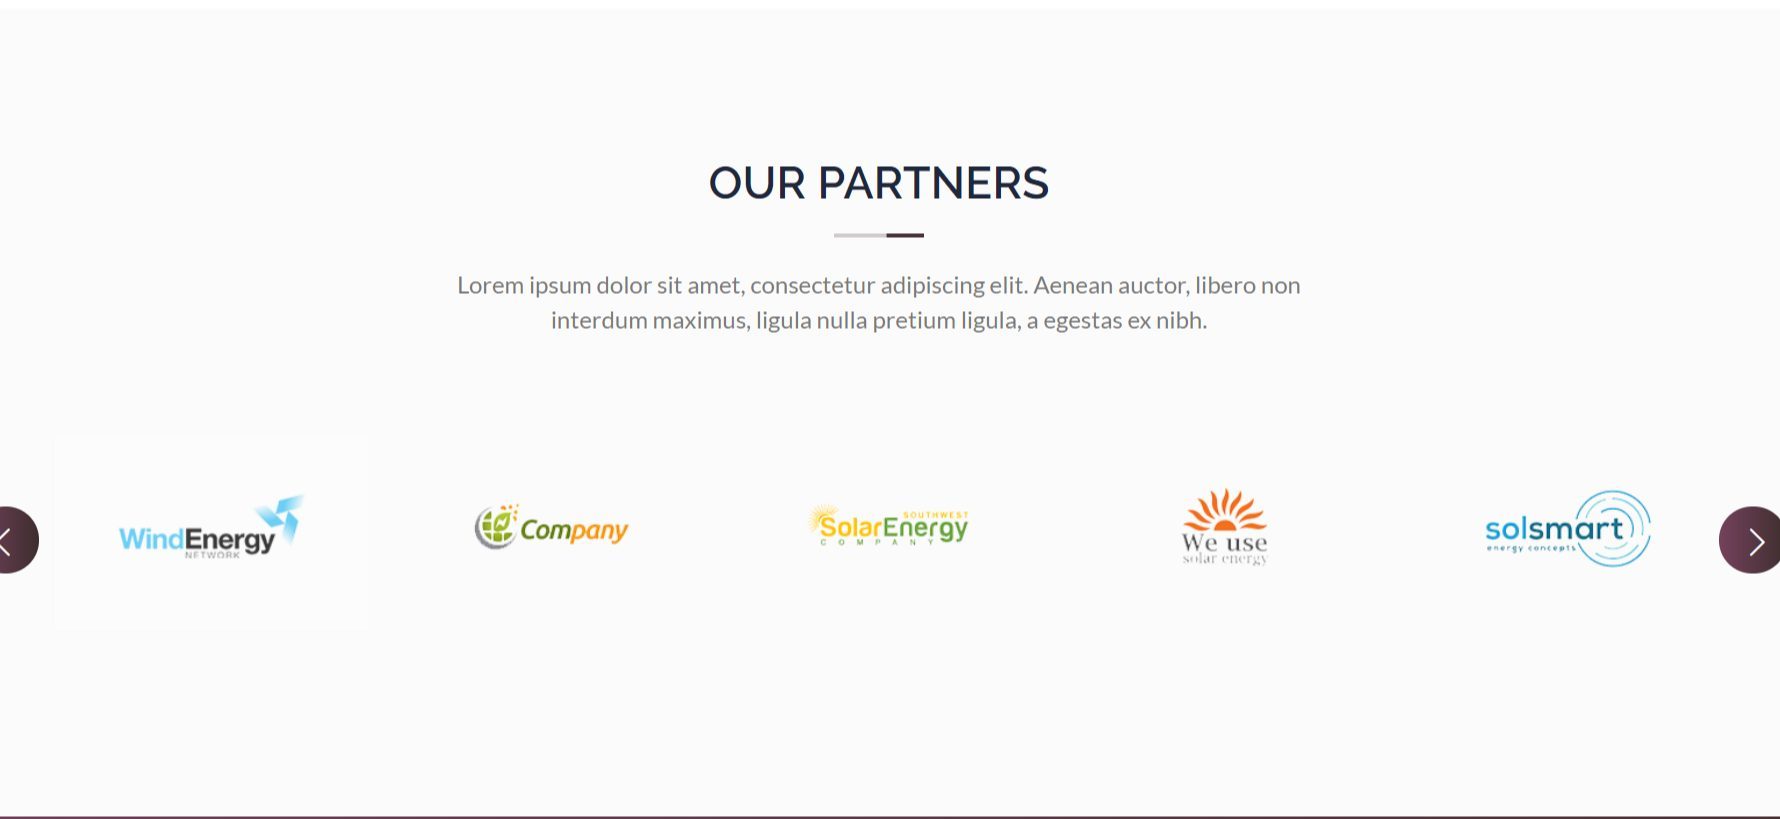 OUR PARTNERS
Lorem ipsum dolor sit amet, consectetur adipiscing elit. Aenean auctor, libero non
interdum maximus, ligula nulla pretium ligula, a egestas ex nibh.
WindEnergy
NETWORK
Company
SOUTHWEST
SolarEnergy
COMPANY
We use
solar energy
solsmart
energy concepts